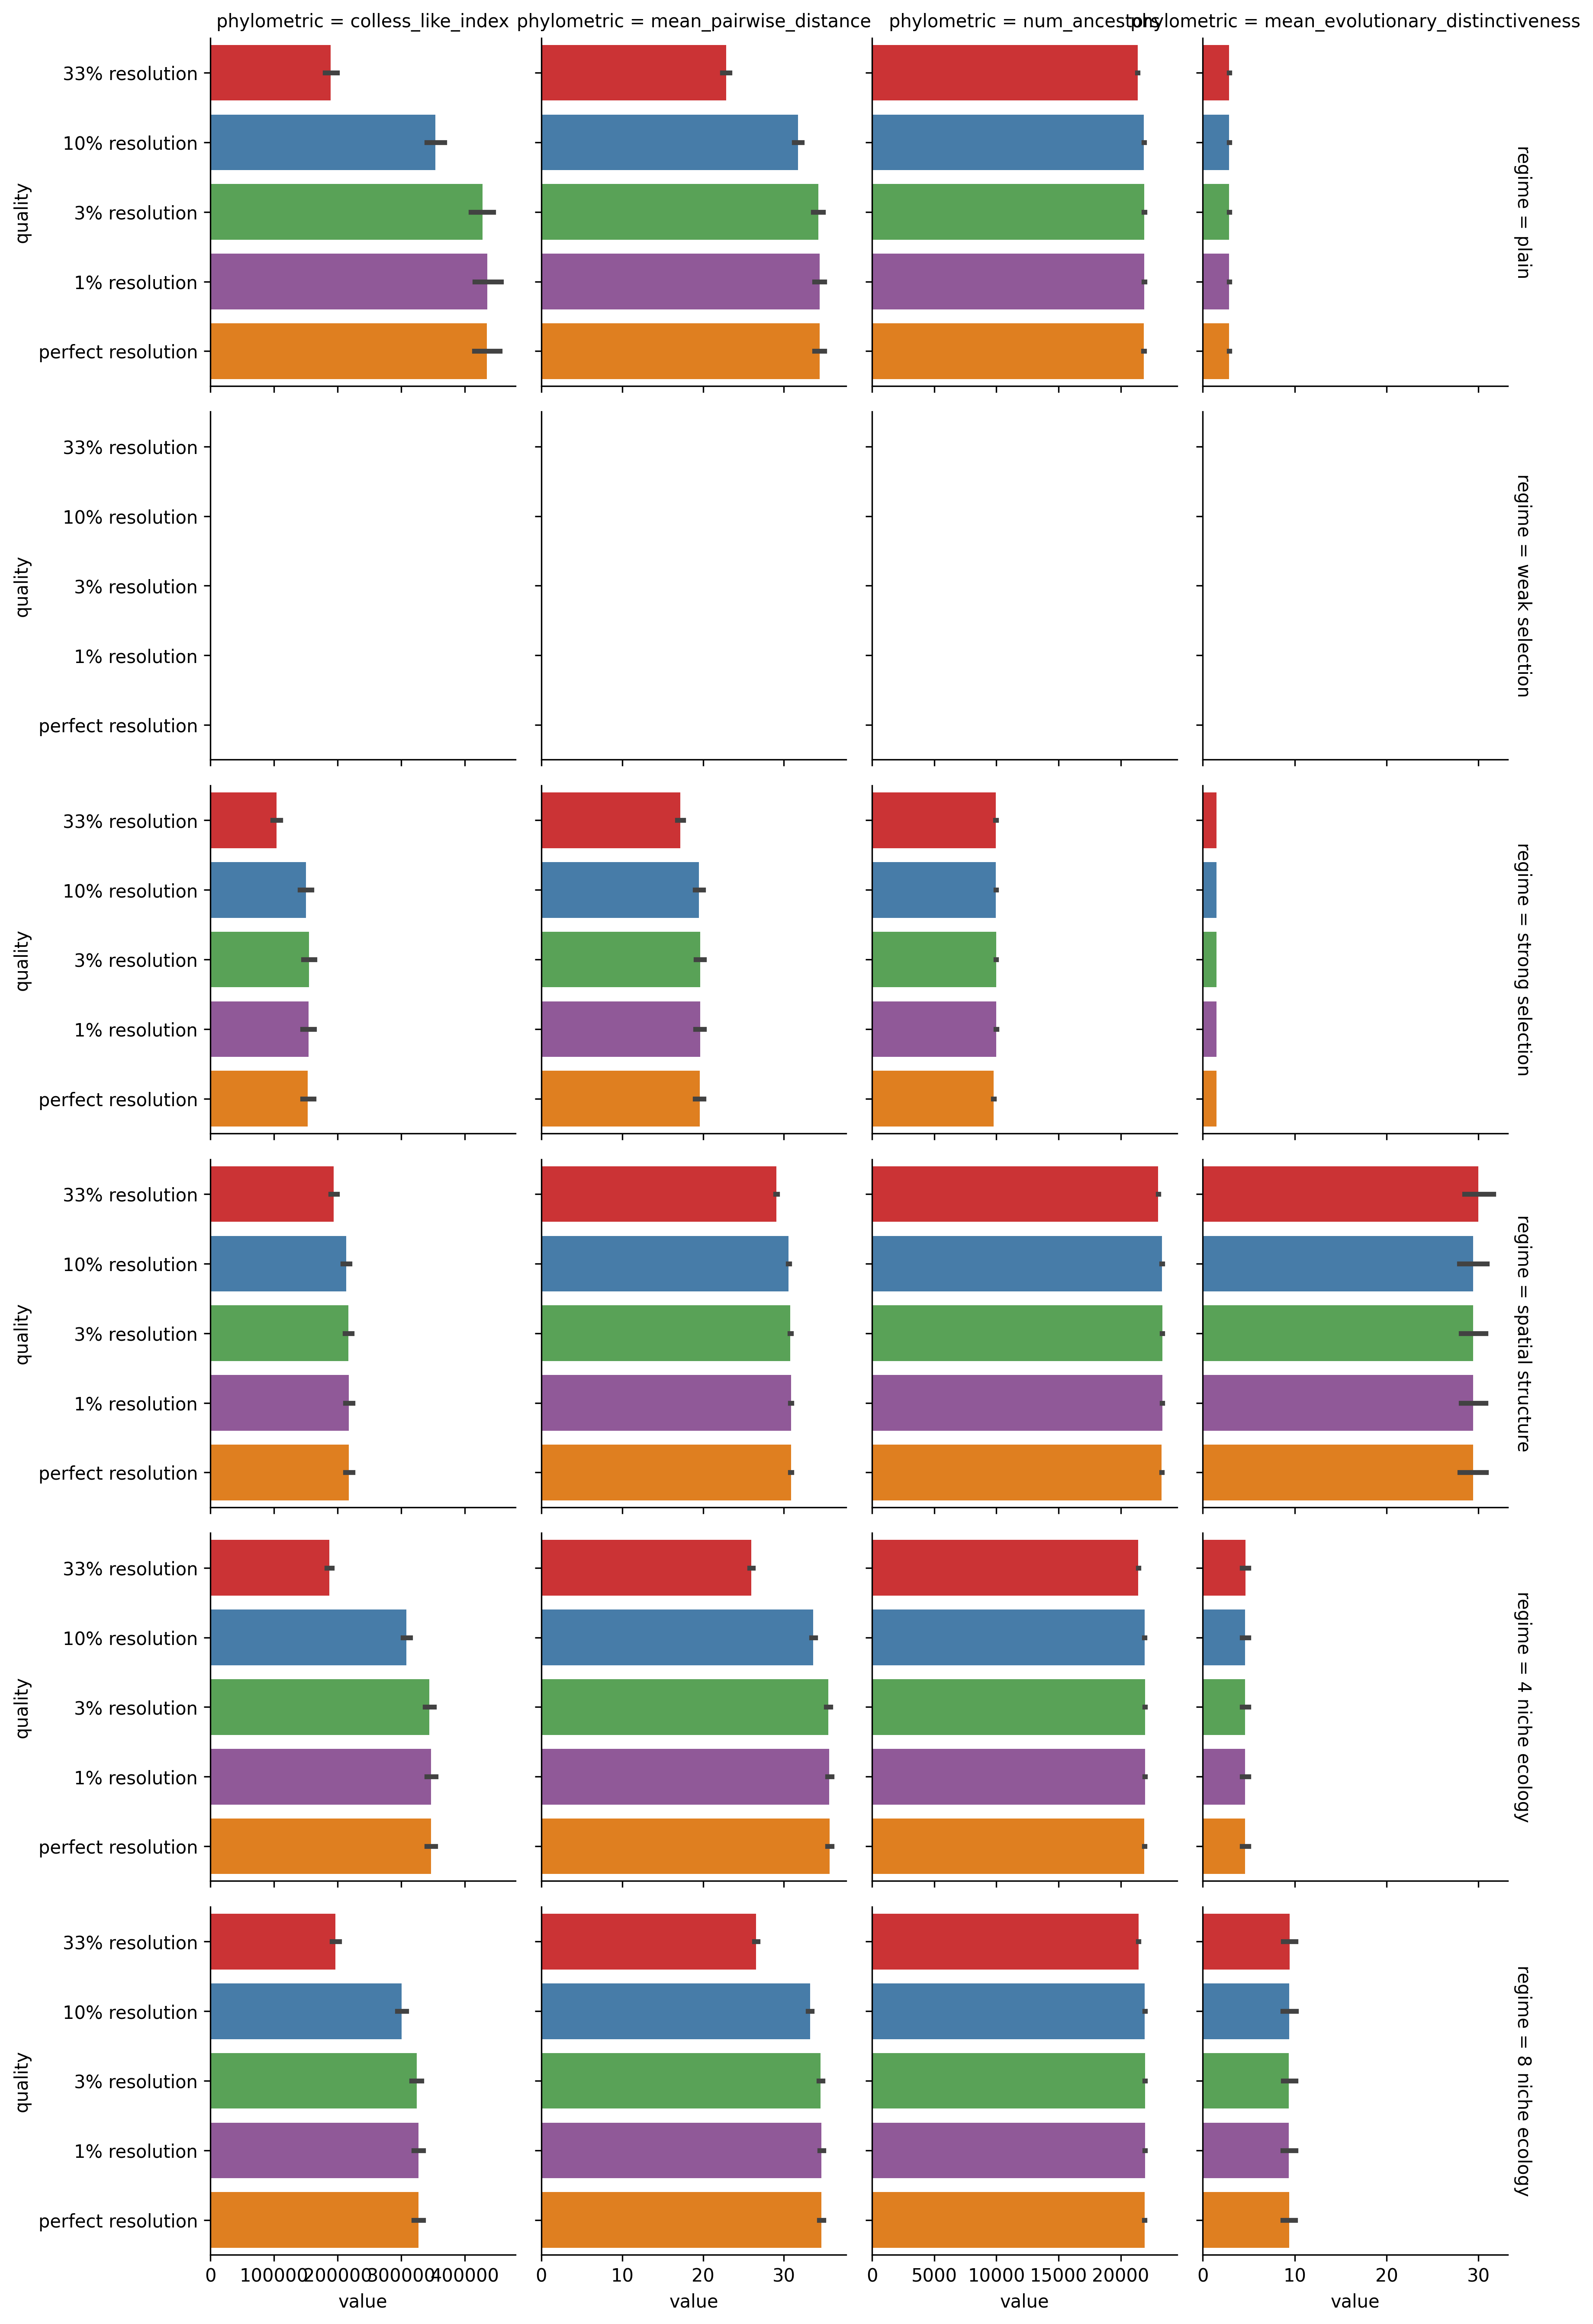 phylometric = colless_like_index
phylometric = mean_pairwise_distance
phylometric = num_ancestors
phylometric = mean_evolutionary_distinctiveness
quality
33% resolution
10% resolution
3% resolution
1% resolution
perfect resolution
regime = plain
quality
33% resolution
10% resolution
3% resolution
1% resolution
perfect resolution
regime = weak selection
quality
33% resolution
10% resolution
3% resolution
1% resolution
perfect resolution
regime = strong selection
quality
33% resolution
10% resolution
3% resolution
1% resolution
perfect resolution
regime = spatial structure
quality
33% resolution
10% resolution
3% resolution
1% resolution
perfect resolution
regime = 4 niche ecology
quality
33% resolution
10% resolution
3% resolution
1% resolution
perfect resolution
regime = 8 niche ecology
0 100000 200000 300000 400000
0 10 20 30
0 5000 10000 15000 20000
0 10 20 30
value
value
value
value